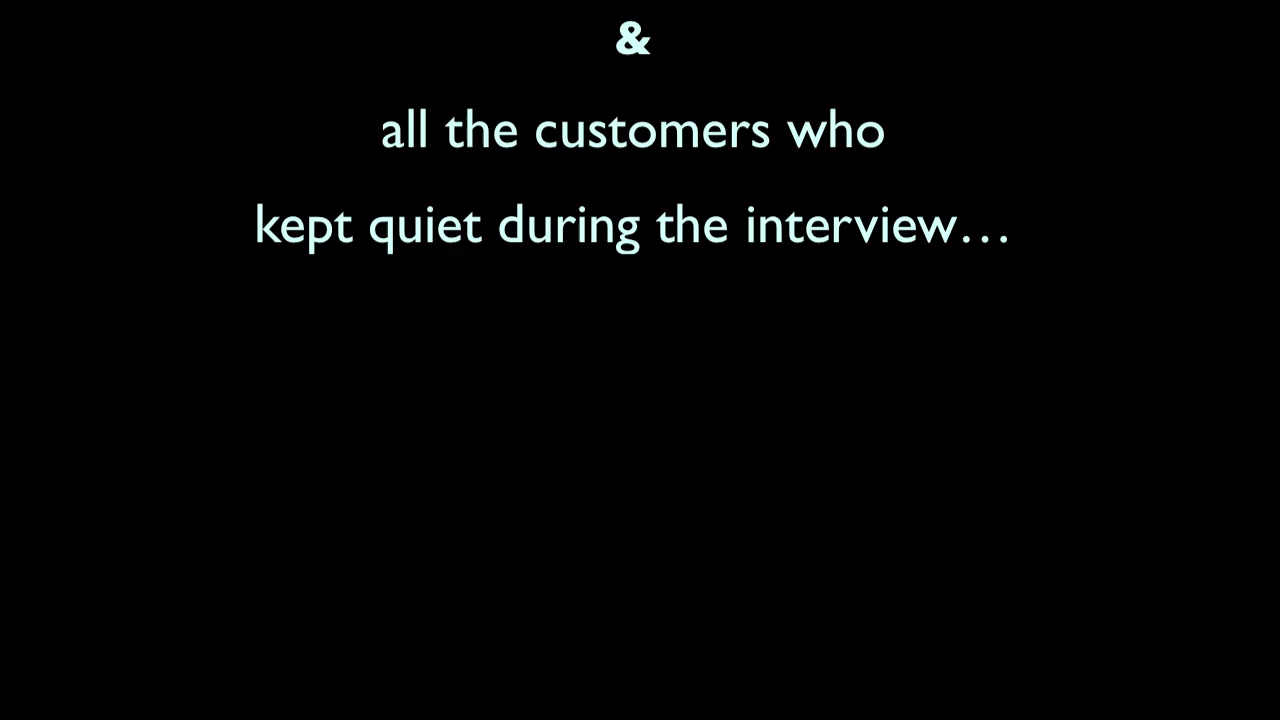 &
all the customers who
kept quiet during the interview…